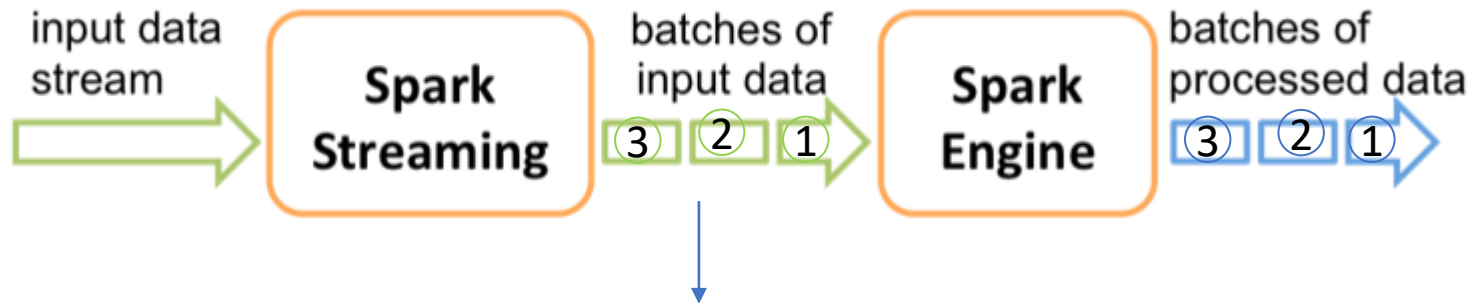 input data
stream
Spark
Streaming
batches of
input data
3 2 1
Spark
Engine
batches of
processed data
3 2 1